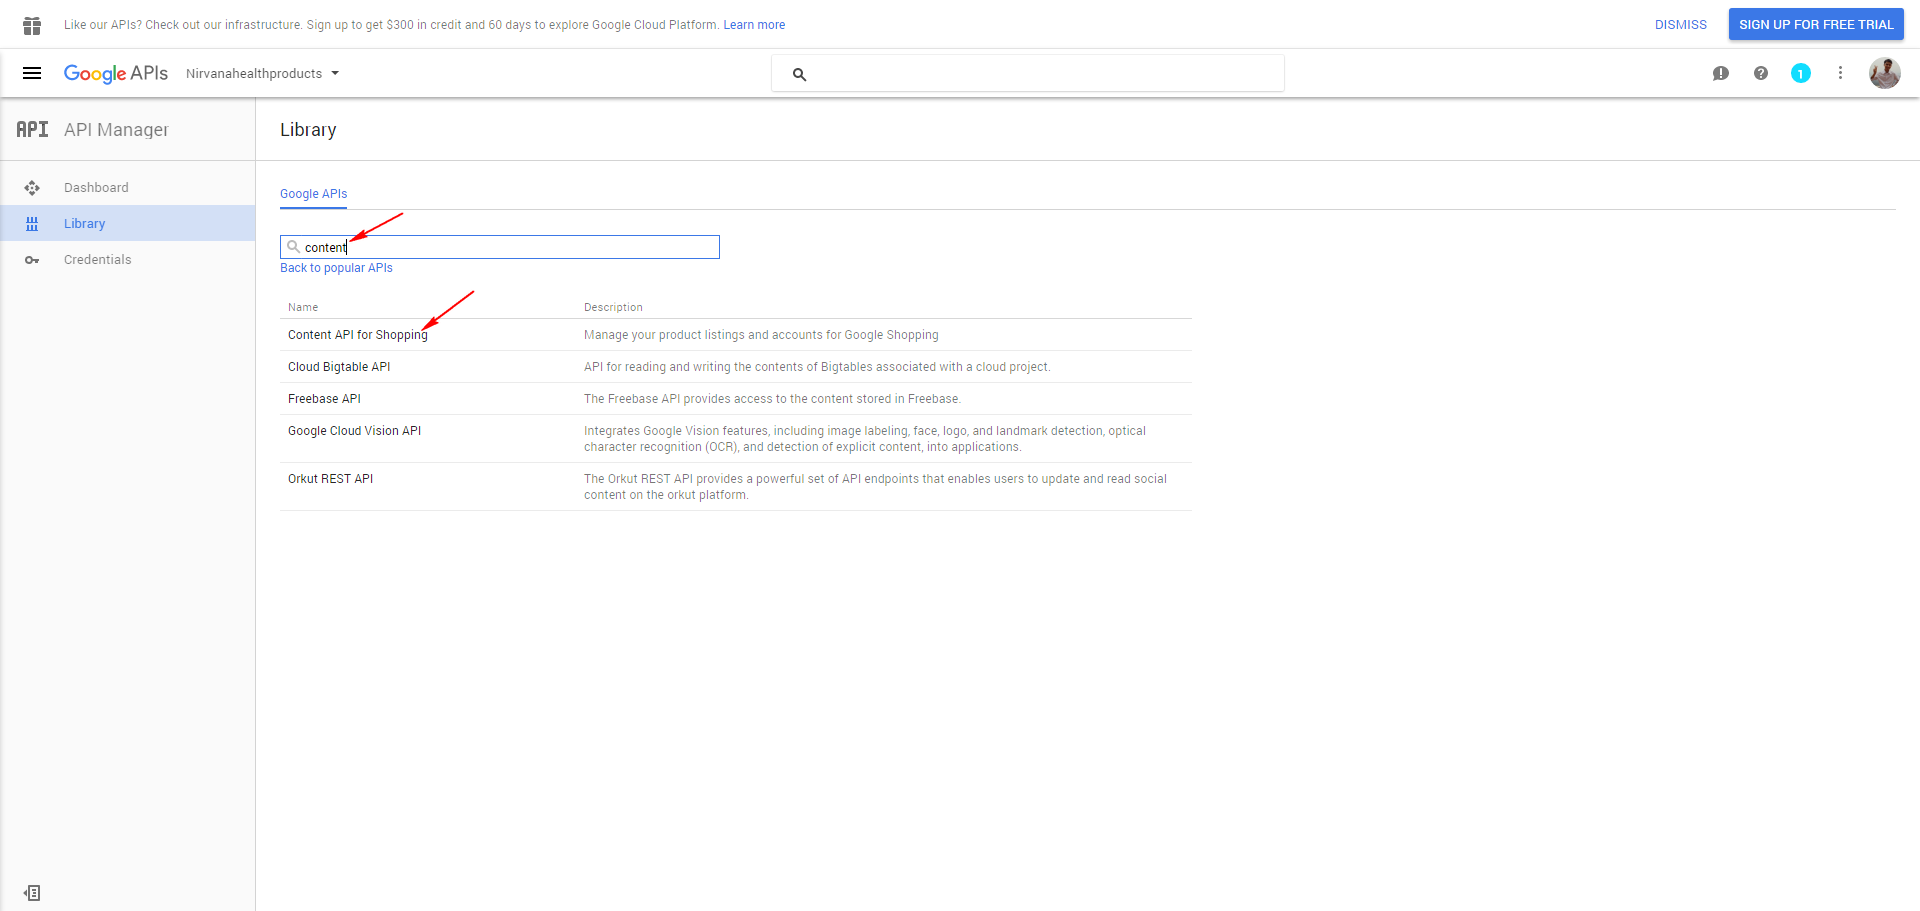 Like our APIs? Check out our infrastructure. Sign up to get $300 in credit and 60 days to explore Google Cloud Platform. Learn more
DISMISS
SIGN UP FOR FREE TRIAL
Google APIs
Nirvanahealthproducts
1
API
API Manager
Library
Dashboard
Library
Credentials
Google APIs
content
Back to popular APIs
Name
Description
Content API for Shopping
Manage your product listings and accounts for Google Shopping
Cloud Bigtable API
API for reading and writing the contents of Bigtables associated with a cloud project.
Freebase API
The Freebase API provides access to the content stored in Freebase.
Google Cloud Vision API
Integrates Google Vision features, including image labeling, face, logo, and landmark detection, optical
character recognition (OCR), and detection of explicit content, into applications.
Orkut REST API
The Orkut REST API provides a powerful set of API endpoints that enables users to update and read social
content on the orkut platform.